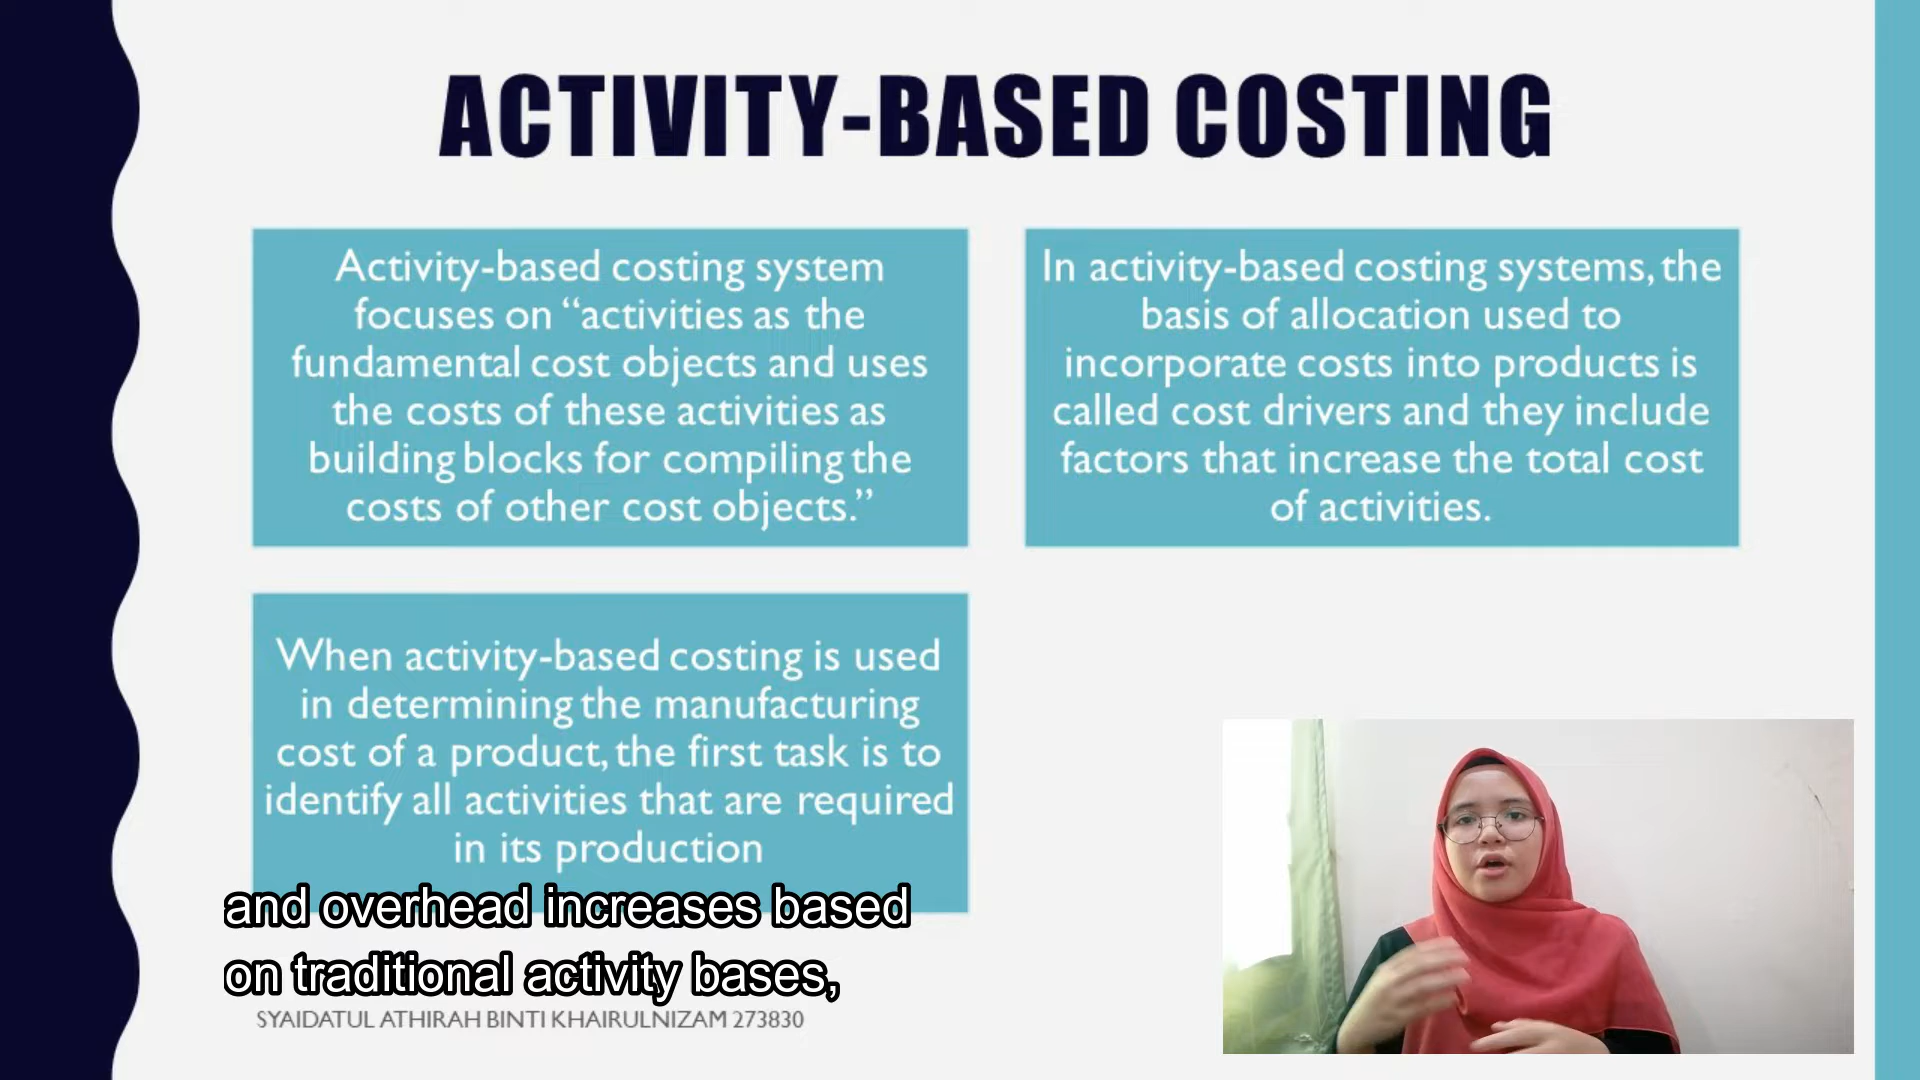 ACTIVITY-BASED COSTING
Activity-based costing system
focuses on “activities as the
fundamental cost objects and uses
the costs of these activities as
building blocks for compiling the
costs of other cost objects.”
In activity-based costing systems, the
basis of allocation used to
incorporate costs into products is
called cost drivers and they include
factors that increase the total cost
of activities.
When activity-based costing is used
in determining the manufacturing
cost of a product, the first task is to
identify all activities that are required
in its production
and overhead increases based
on traditional activity bases,
SYAIDATUL ATHIRAH BINTI KHAIRULNIZAM 273830